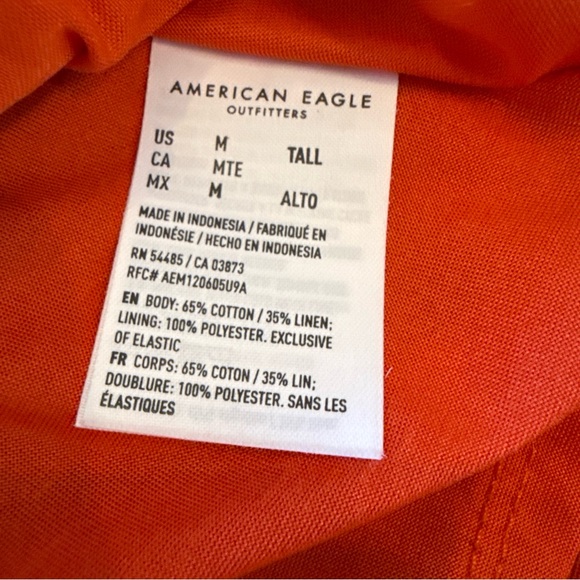 AMERICAN EAGLE
OUTFITTERS
US M TALL
CA MTE
MX M ALTO
MADE IN INDONESIA / FABRIQUÉ EN
INDONÉSIE / HECHO EN INDONESIA
RN 54485 / CA 03873
RFC# AEM120605U9A
EN BODY: 65% COTTON / 35% LINEN;
LINING: 100% POLYESTER. EXCLUSIVE
OF ELASTIC
FR CORPS: 65% COTON / 35% LIN;
DOUBLURE: 100% POLYESTER. SANS LES
ÉLASTIQUES